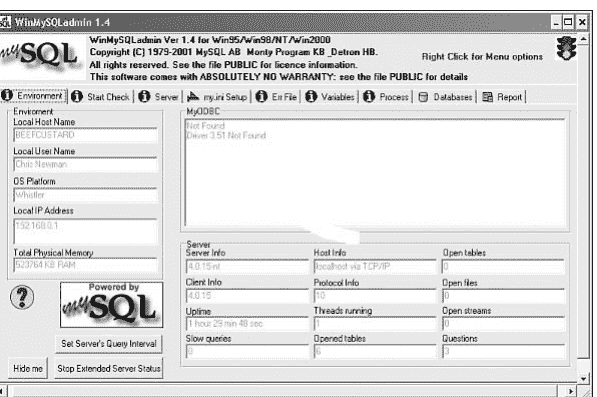 WinMySQLadmin 1.4
WinMySQLadmin Ver 1.4 for Win95/Win98/NT/Win2000
Copyright (C) 1979-2001 MySQL AB Monty Program KB _Detron HB.
All rights reserved. See the file PUBLIC for licence information.
This software comes with ABSOLUTELY NO WARRANTY: see the file PUBLIC for details
Right Click for Menu options
mySQL
Environment Start Check Server my.ini Setup Err File Variables Process Databases Report
Enviroment
Local Host Name
BEEFCUSTARD
Local User Name
Chris Newman
OS Platform
Whistler
Local IP Address
192.168.0.1
Total Physical Memory
523764 KB RAM
MyODBC
Not Found
Driver 3.51 Not Found
Server
Server Info Host Info Open tables
4.0.15-nt localhost via TCP/IP 0
Client Info Protocol Info Open files
4.0.15 10 0
Uptime Threads running Open streams
1 hour 29 min 48 sec 1 0
Slow queries Opened tables Questions
0 6 3
Powered by
mySQL
Set Server's Query Interval
Hide me Stop Extended Server Status